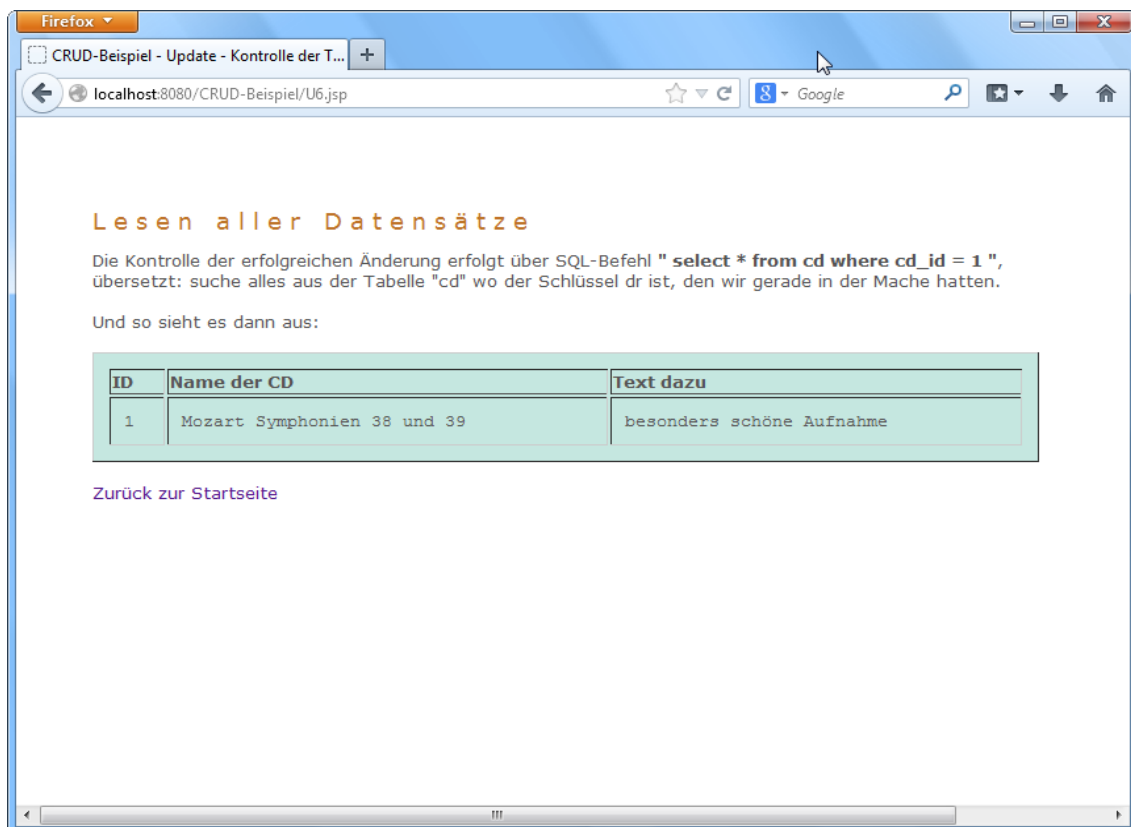 Firefox
CRUD-Beispiel - Update - Kontrolle der T...
localhost:8080/CRUD-Beispiel/U6.jsp
8 Google
Lesen aller Datensätze
Die Kontrolle der erfolgreichen Änderung erfolgt über SQL-Befehl " select * from cd where cd_id = 1 ",
übersetzt: suche alles aus der Tabelle "cd" wo der Schlüssel dr ist, den wir gerade in der Mache hatten.
Und so sieht es dann aus:
ID Name der CD Text dazu
1 Mozart Symphonien 38 und 39 besonders schöne Aufnahme
Zurück zur Startseite